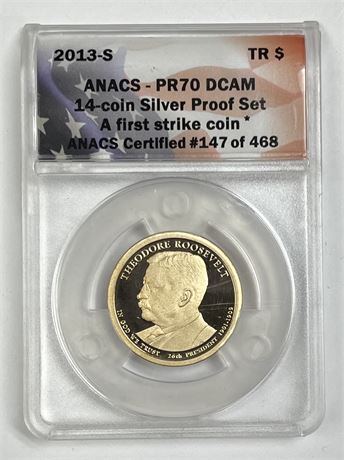 2013-S TR $
ANACS - PR70 DCAM
14-coin Silver Proof Set
A first strike coin *
ANACS Certified #147 of 468
THEODORE ROOSEVELT
IN GOD WE TRUST 26th PRESIDENT 1901-1909